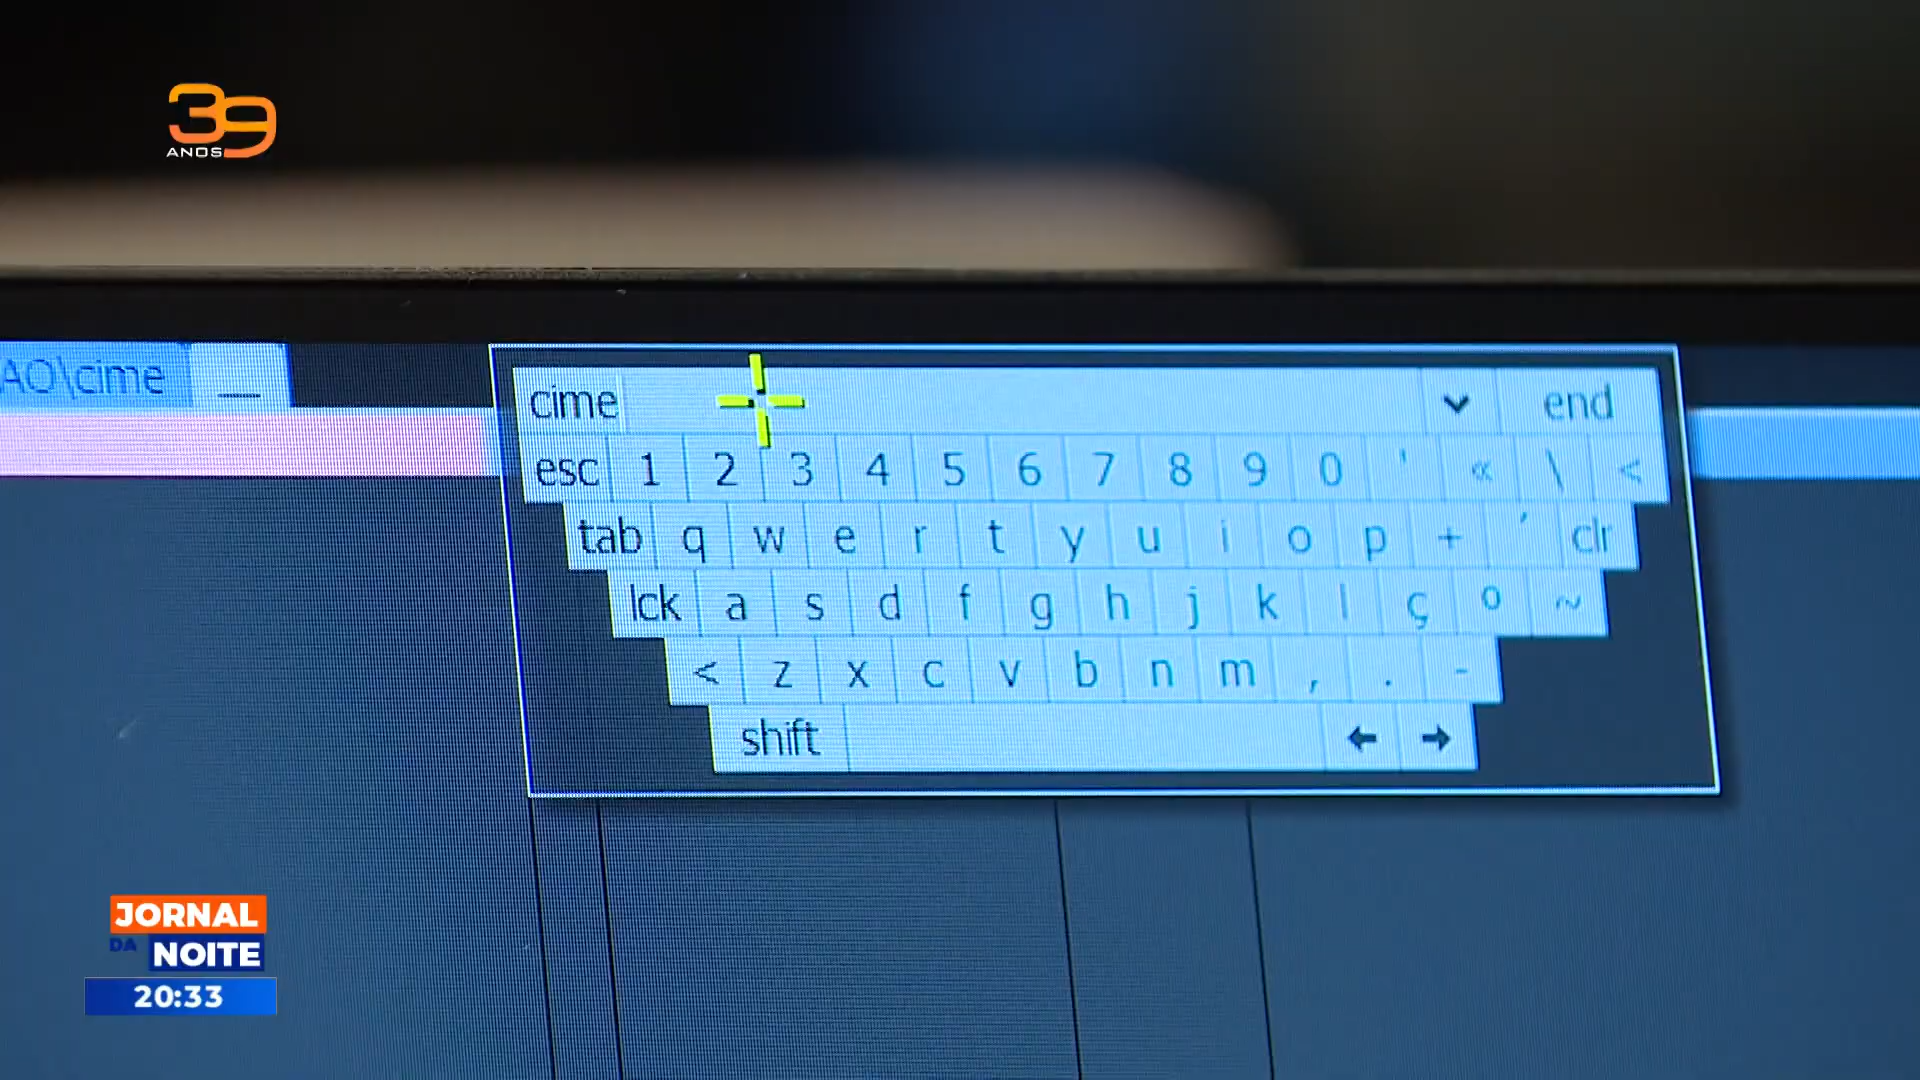 39
ANOS
AO\cime
_
cime end
esc 1 2 3 4 5 6 7 8 9 0 ' « \ <
tab q w e r t y u i o p + ´ clr
lck a s d f g h j k l ç º ~
< z x c v b n m , . -
shift ← →
JORNAL
DA NOITE
20:33